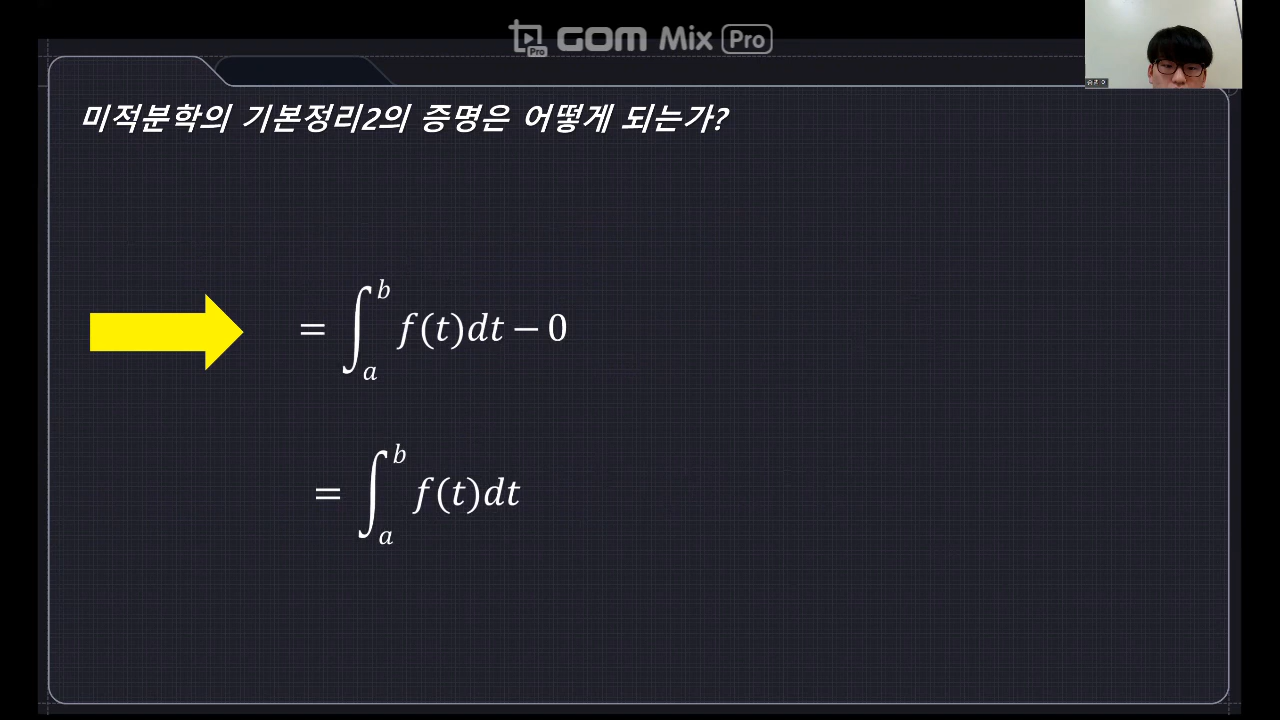 GOM Mix Pro
미적분학의 기본정리2의 증명은 어떻게 되는가?
= ∫_a^b f(t)dt − 0
= ∫_a^b f(t)dt